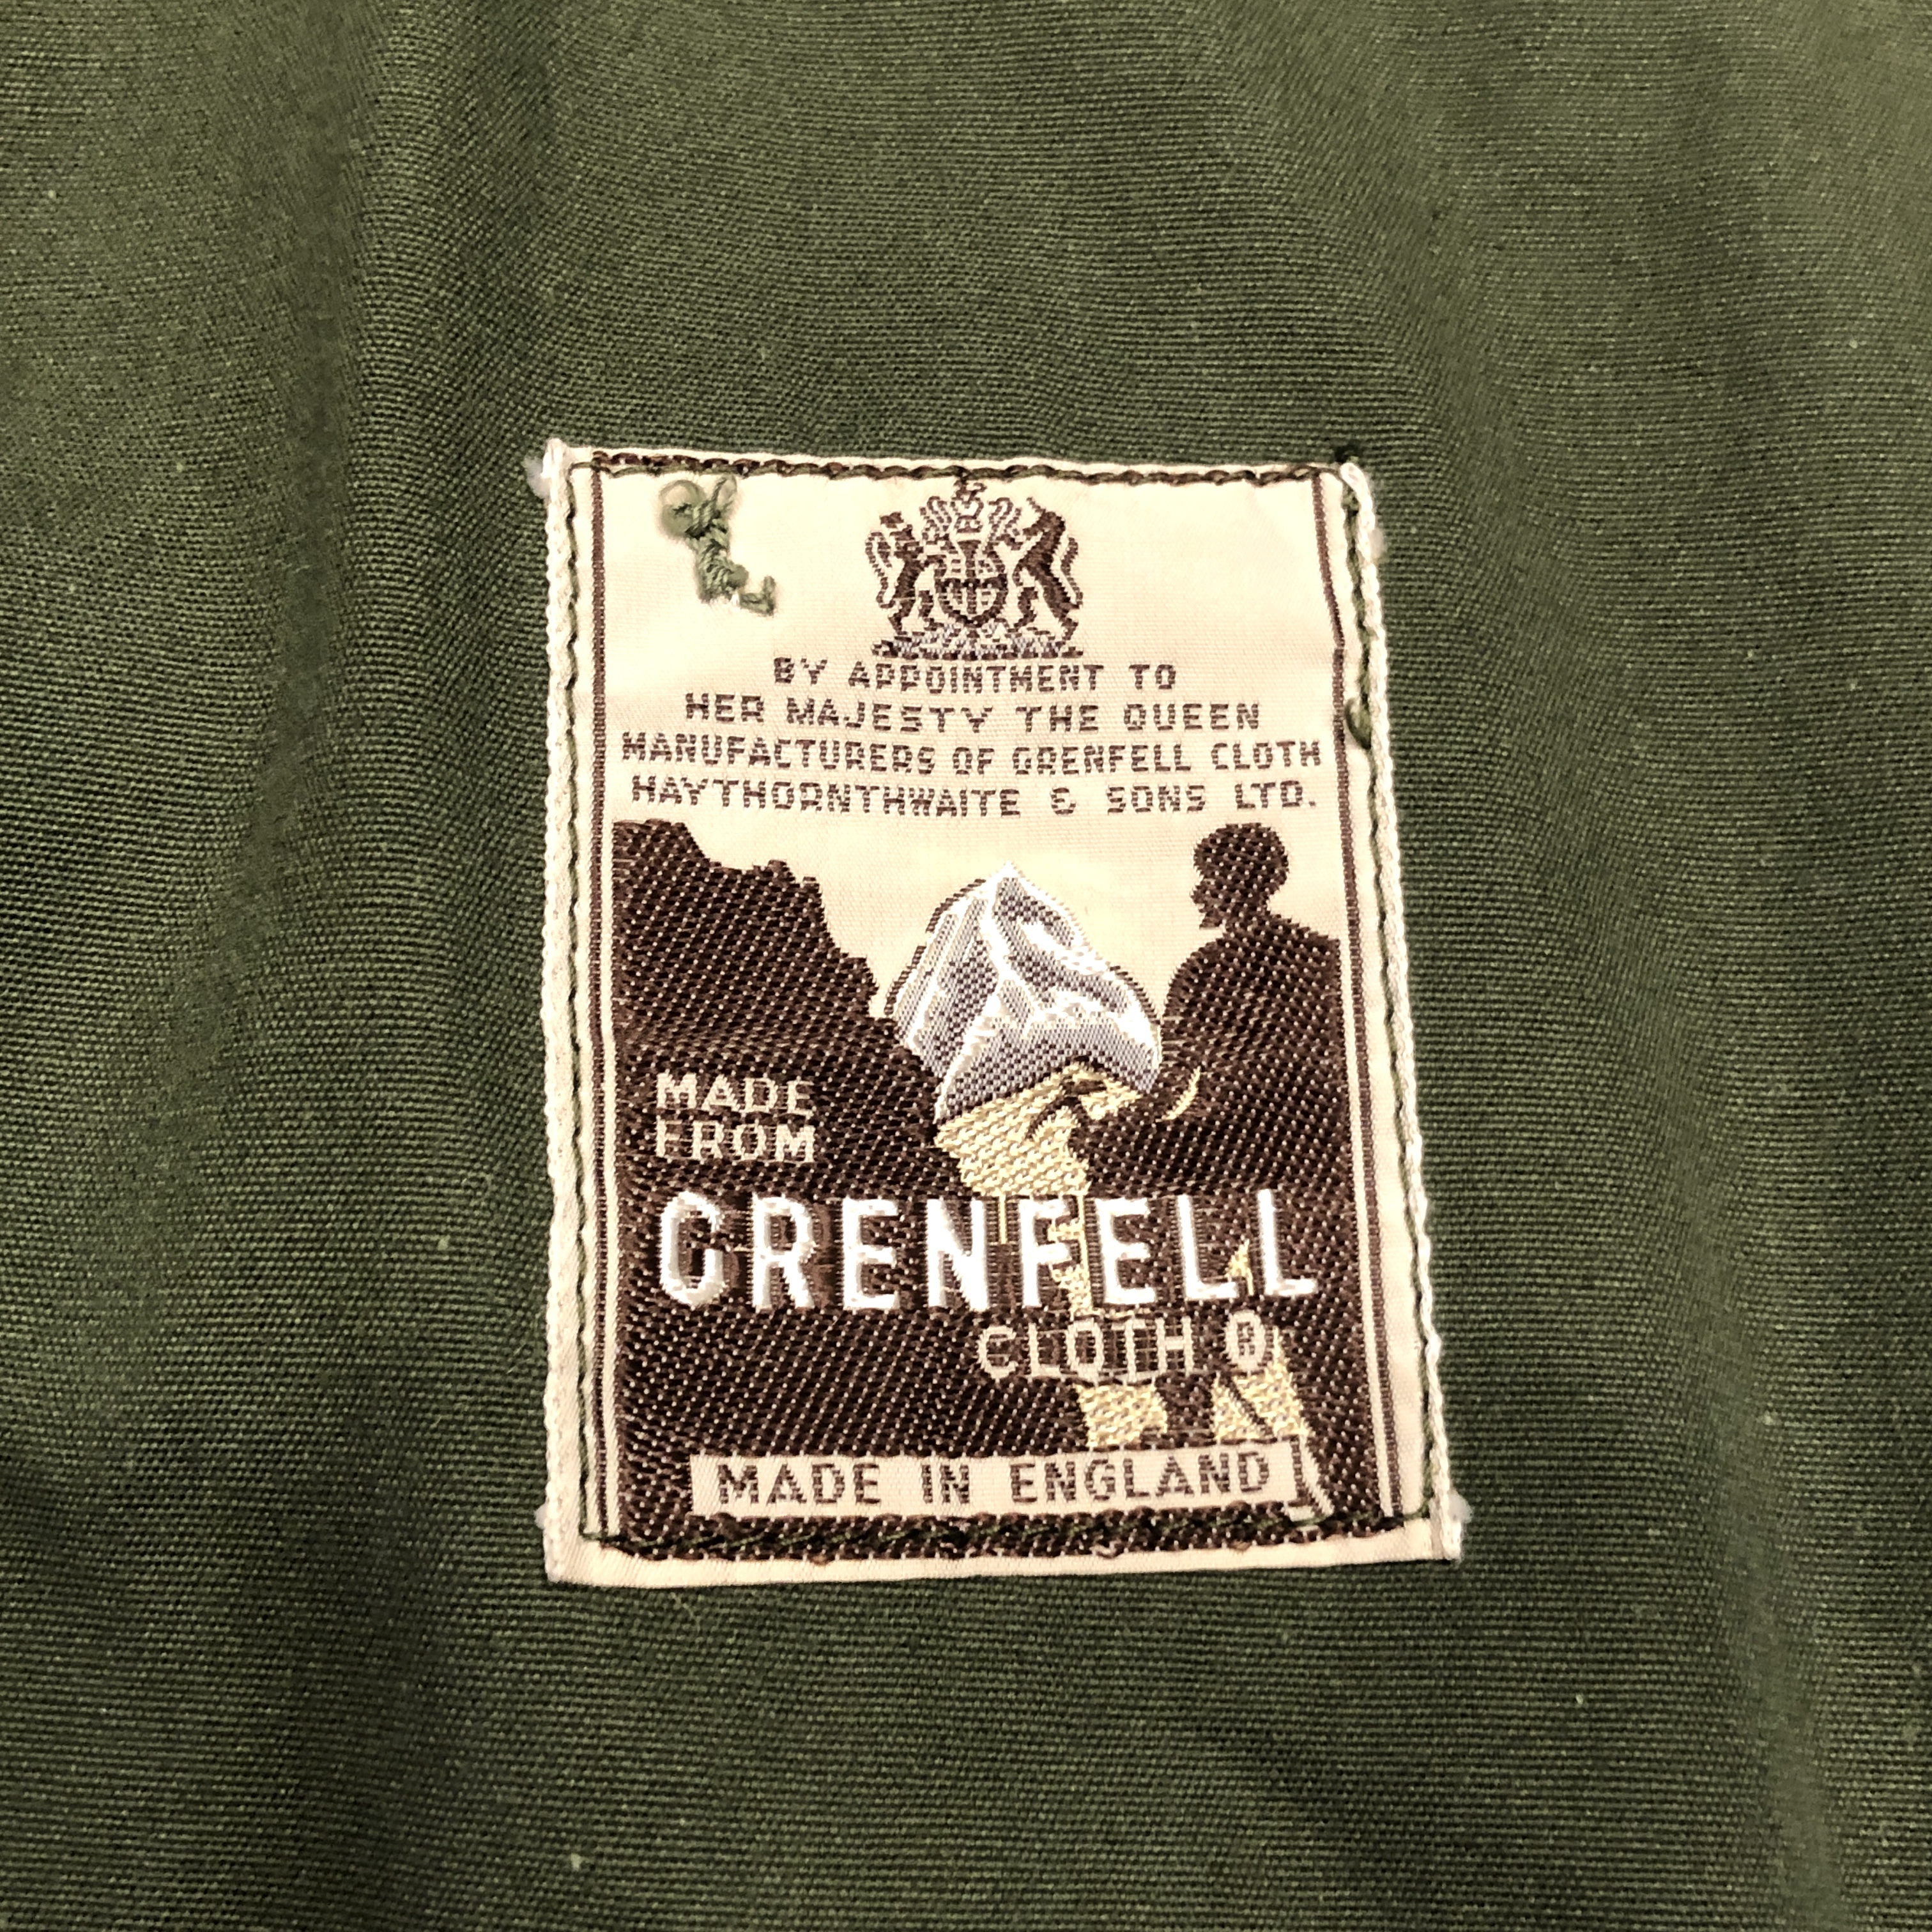 BY APPOINTMENT TO
HER MAJESTY THE QUEEN
MANUFACTURERS OF GRENFELL CLOTH
HAYTHORNTHWAITE & SONS LTD.
MADE
FROM
GRENFELL
CLOTH ®
MADE IN ENGLAND